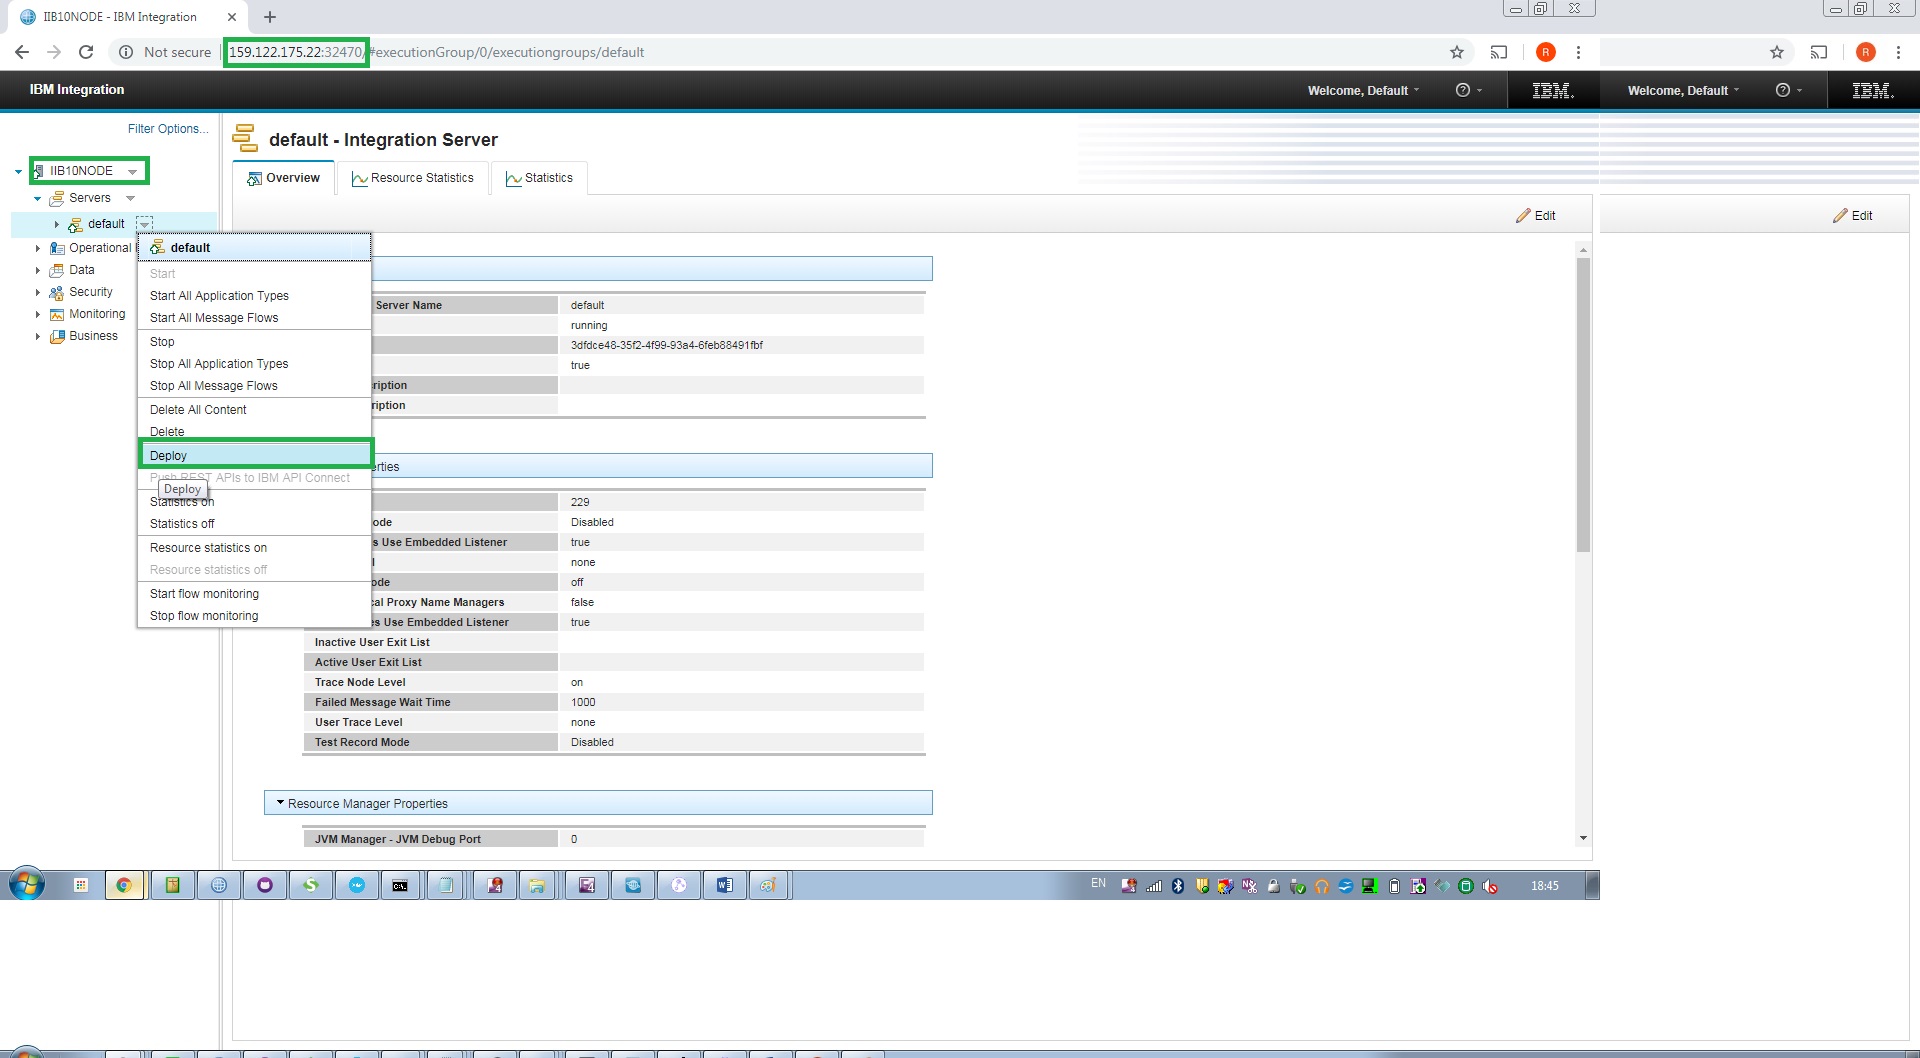 IIB10NODE - IBM Integration
Not secure
159.122.175.22:32470/#executionGroup/0/executiongroups/default
R
R
IBM Integration
Welcome, Default
IBM.
Welcome, Default
IBM.
Filter Options...
default - Integration Server
IIB10NODE
Overview
Resource Statistics
Statistics
Servers
Edit
Edit
default
Operational
Data
Security
Monitoring
Business
default
Start
Start All Application Types
Start All Message Flows
Stop
Stop All Application Types
Stop All Message Flows
Delete All Content
Delete
Deploy
Push REST APIs to IBM API Connect
Deploy
Statistics on
Statistics off
Resource statistics on
Resource statistics off
Start flow monitoring
Stop flow monitoring
Server Name default
running
3dfdce48-35f2-4f99-93a4-6feb88491fbf
true
ription
ription
erties
229
ode Disabled
s Use Embedded Listener true
none
ode off
cal Proxy Name Managers false
es Use Embedded Listener true
Inactive User Exit List
Active User Exit List
Trace Node Level on
Failed Message Wait Time 1000
User Trace Level none
Test Record Mode Disabled
Resource Manager Properties
JVM Manager - JVM Debug Port 0
EN
18:45